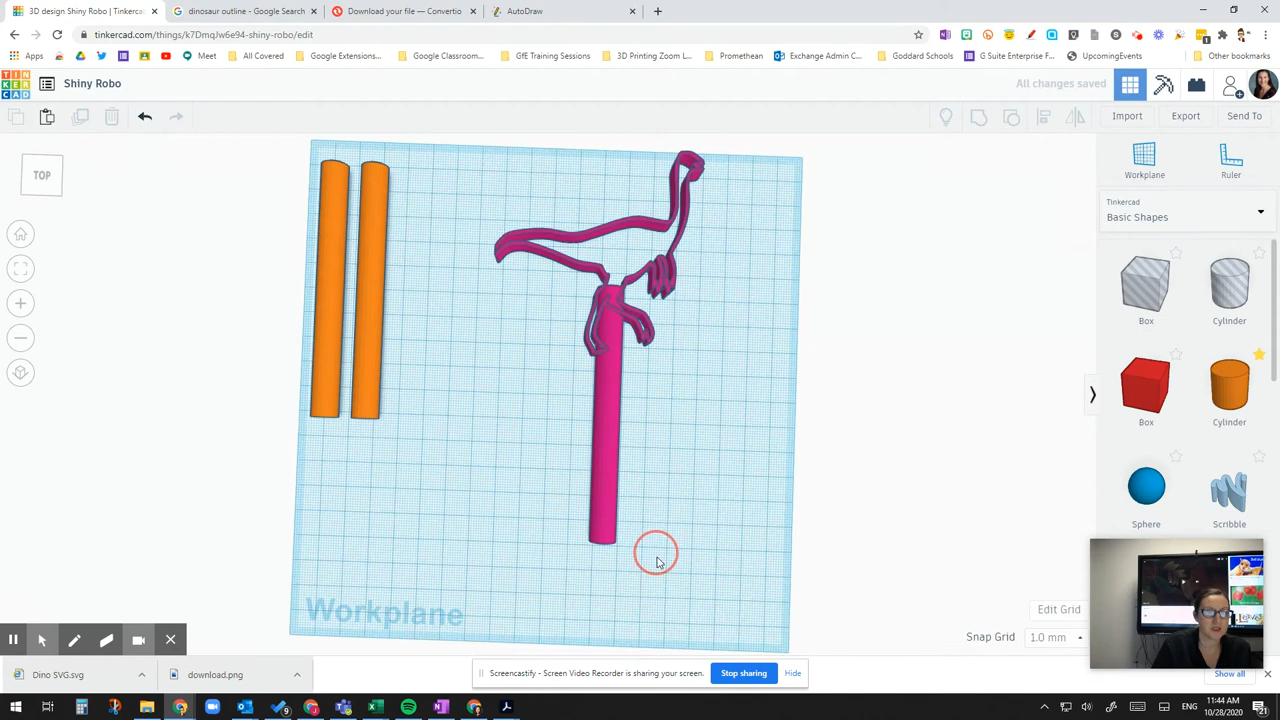 3D design Shiny Robo | Tinkercad
dinosaur outline - Google Search
Download your file — Convertio
AutoDraw
tinkercad.com/things/k7DmqJw6e94-shiny-robo/edit
Apps
Meet
All Covered
Google Extensions...
Google Classroom...
GfE Training Sessions
3D Printing Zoom L...
Promethean
Exchange Admin C...
Goddard Schools
G Suite Enterprise F...
UpcomingEvents
Other bookmarks
TIN
KER
CAD
Shiny Robo
All changes saved
Import
Export
Send To
TOP
Workplane
Ruler
Tinkercad
Basic Shapes
Box
Cylinder
Box
Cylinder
Sphere
Scribble
Workplane
Edit Grid
Snap Grid
1.0 mm
Dino SVG.svg
download.png
Screencastify - Screen Video Recorder is sharing your screen.
Stop sharing
Hide
Show all
11:44 AM
ENG
10/28/2020
21